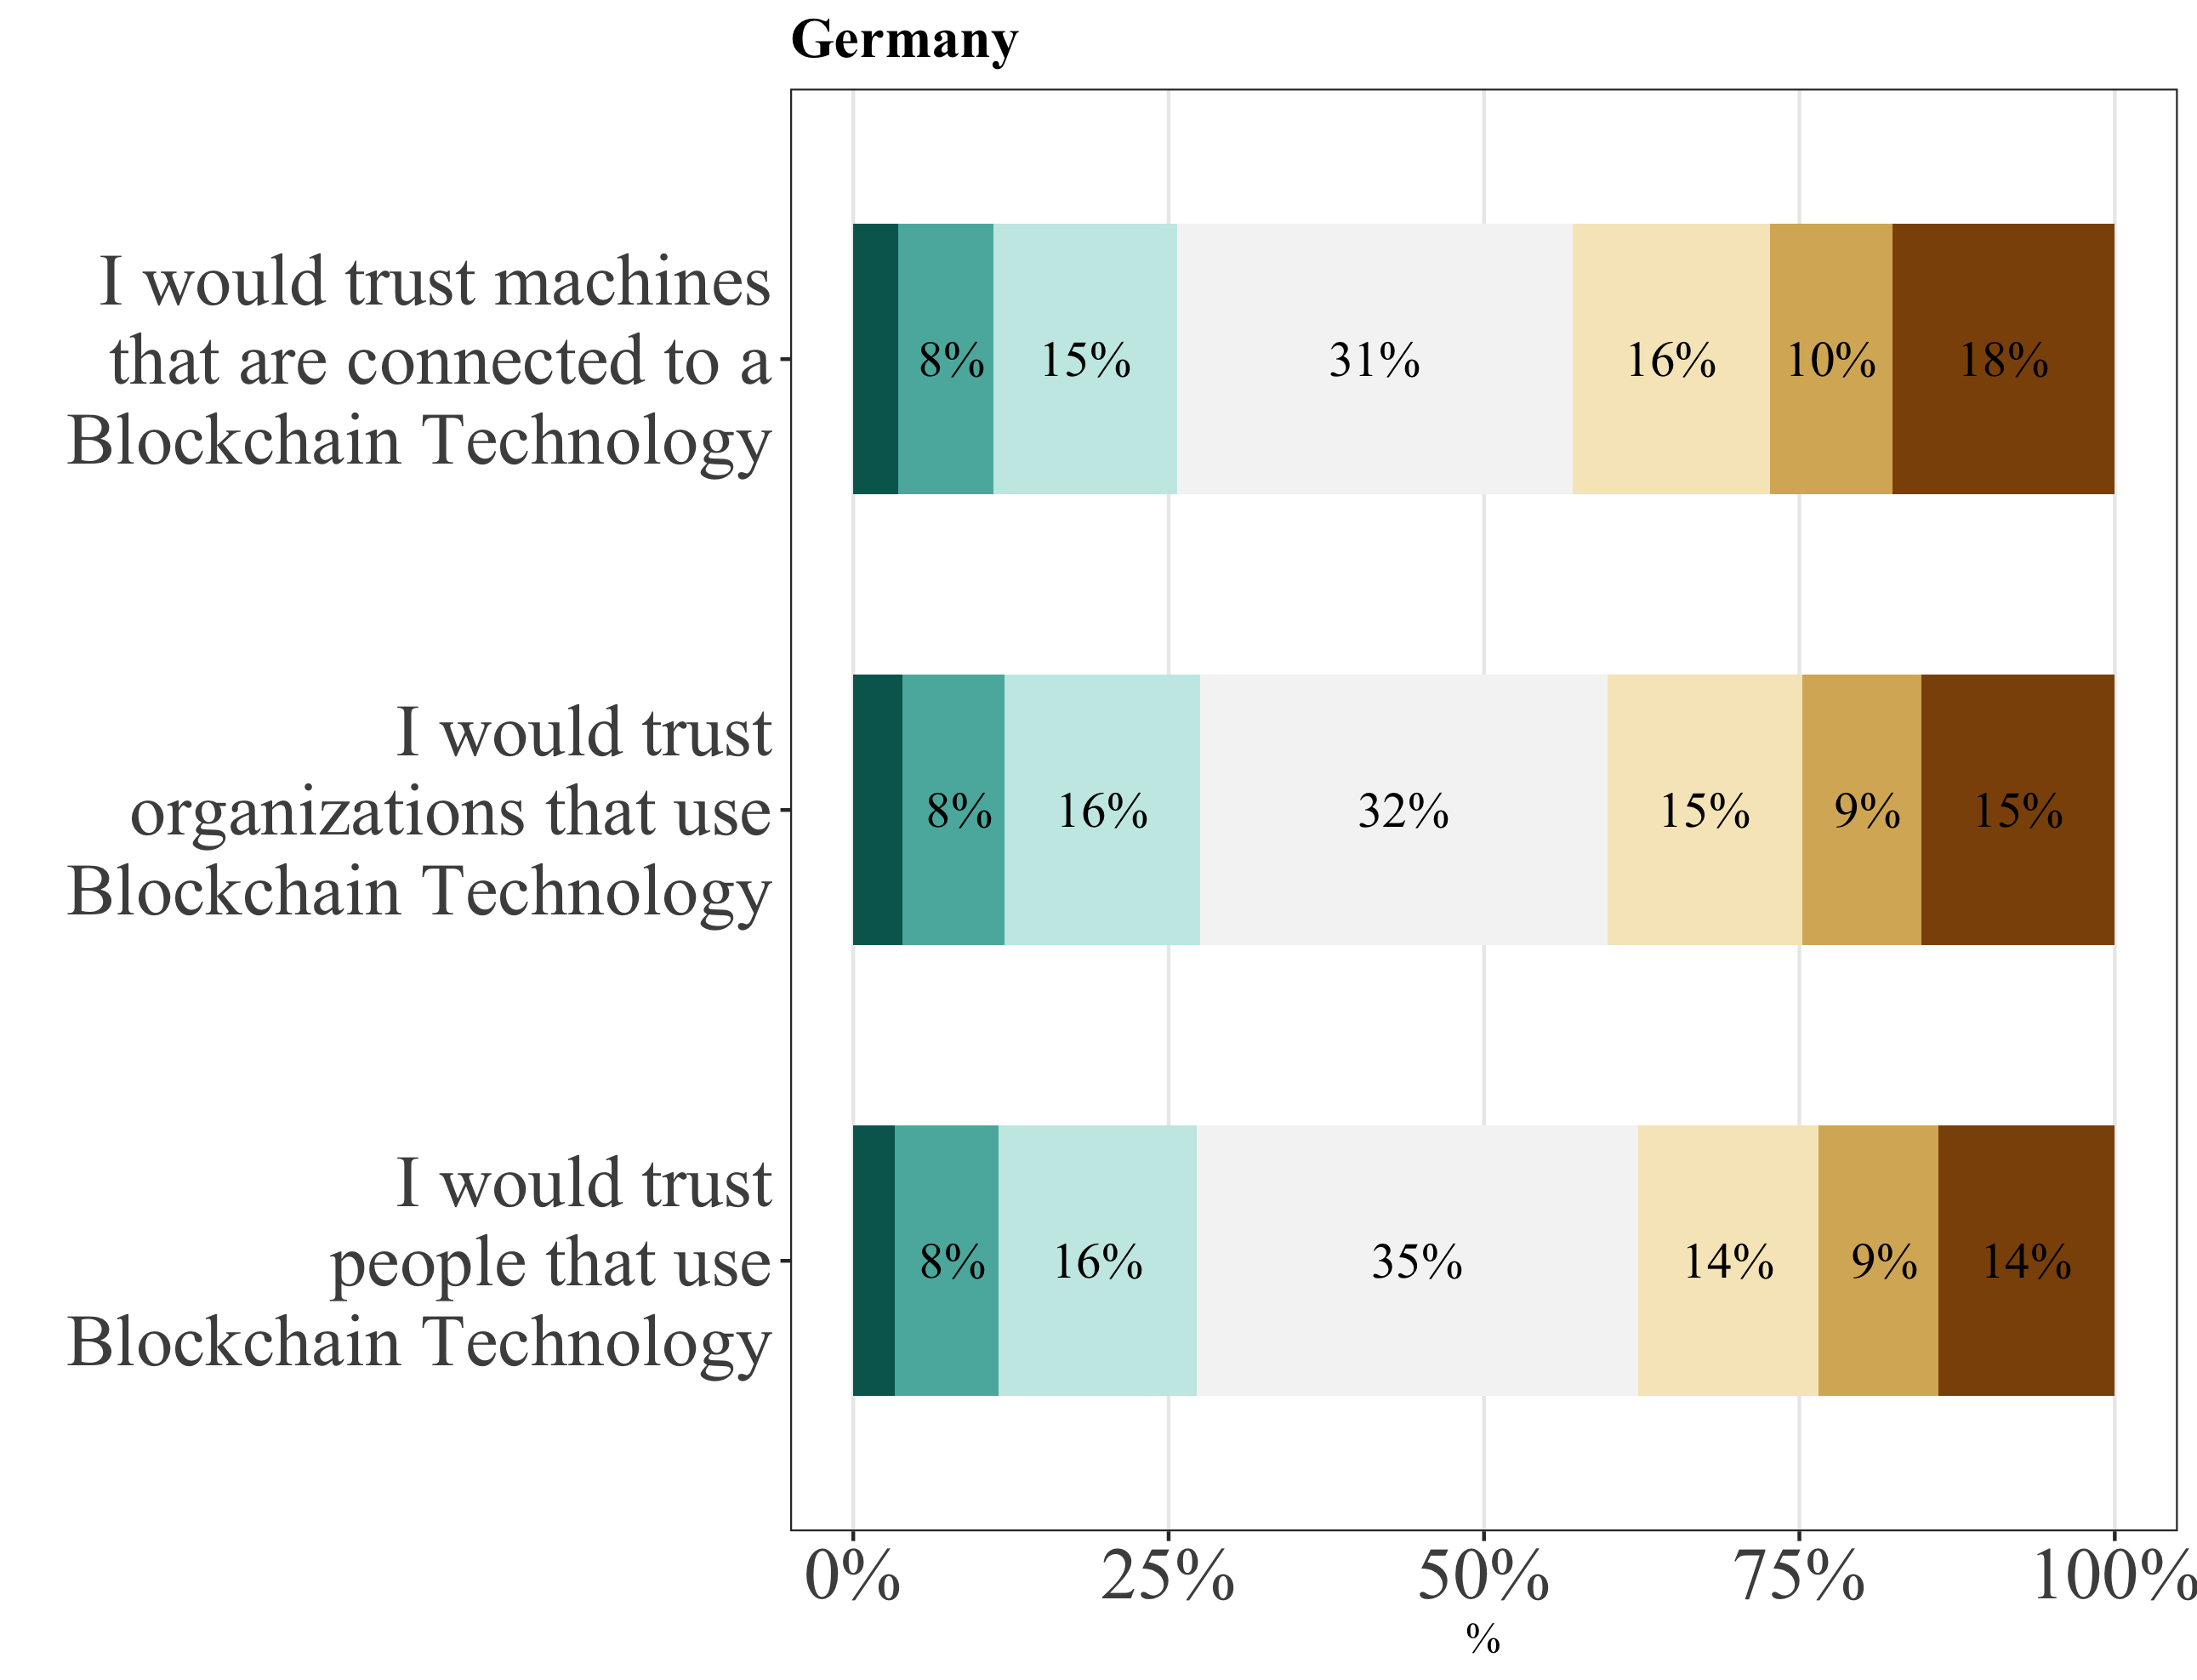 Germany
I would trust machines
that are connected to a
Blockchain Technology
8% 15% 31% 16% 10% 18%
I would trust
organizations that use
Blockchain Technology
8% 16% 32% 15% 9% 15%
I would trust
people that use
Blockchain Technology
8% 16% 35% 14% 9% 14%
0% 25% 50% 75% 100%
%